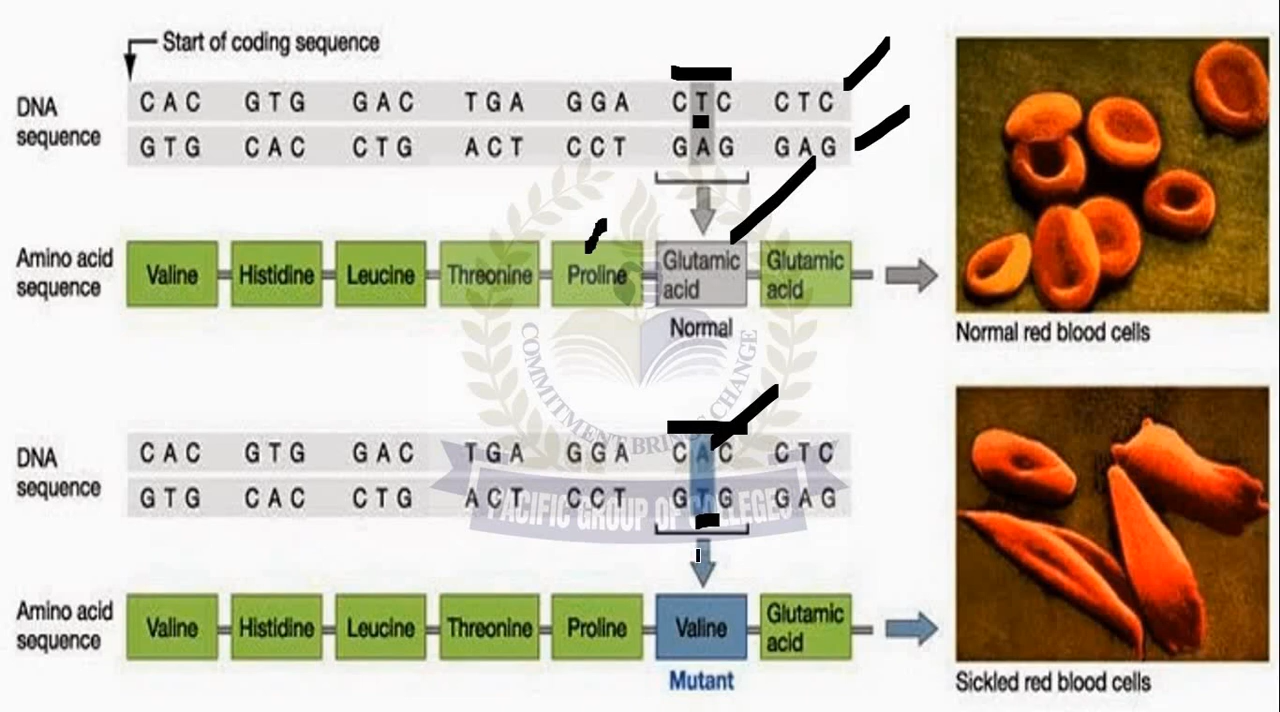 Start of coding sequence
DNA sequence
CAC GTG GAC TGA GGA CTC CTC
GTG CAC CTG ACT CCT GAG GAG
Amino acid sequence
Valine Histidine Leucine Threonine Proline Glutamic acid Glutamic acid
Normal
Normal red blood cells
COMMITMENT BRINGS CHANGE
DNA sequence
CAC GTG GAC TGA GGA CAC CTC
GTG CAC CTG ACT CCT G G GAG
PACIFIC GROUP OF COLLEGES
Amino acid sequence
Valine Histidine Leucine Threonine Proline Valine Glutamic acid
Mutant
Sickled red blood cells